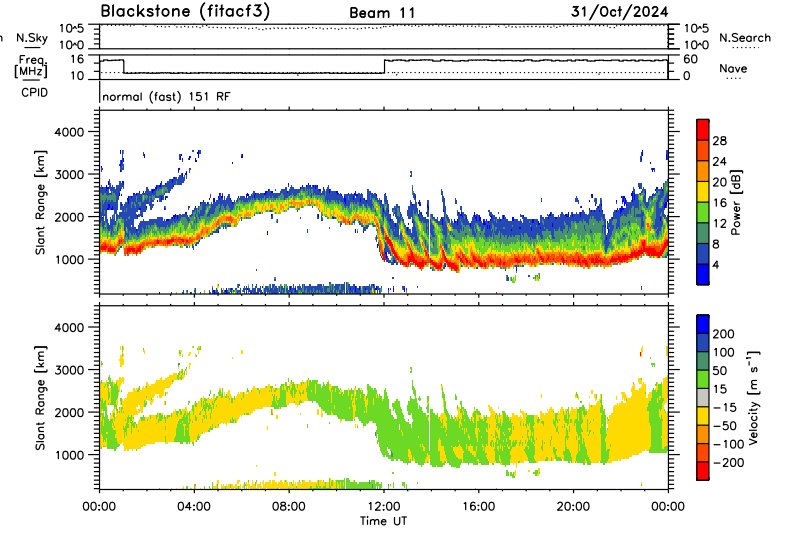 Blackstone (fitacf3) Beam 11 31/Oct/2024
n N.Sky 10^5 10^0 10^5 10^0 N.Search
Freq. [MHz] 16 10 60 0 Nave
CPID normal (fast) 151 RF
Slant Range [km] 4000 3000 2000 1000
28 24 20 16 12 8 4 Power [dB]
Slant Range [km] 4000 3000 2000 1000
200 100 50 15 −15 −50 −100 −200 Velocity [m s⁻¹]
00:00 04:00 08:00 12:00 16:00 20:00 00:00
Time UT